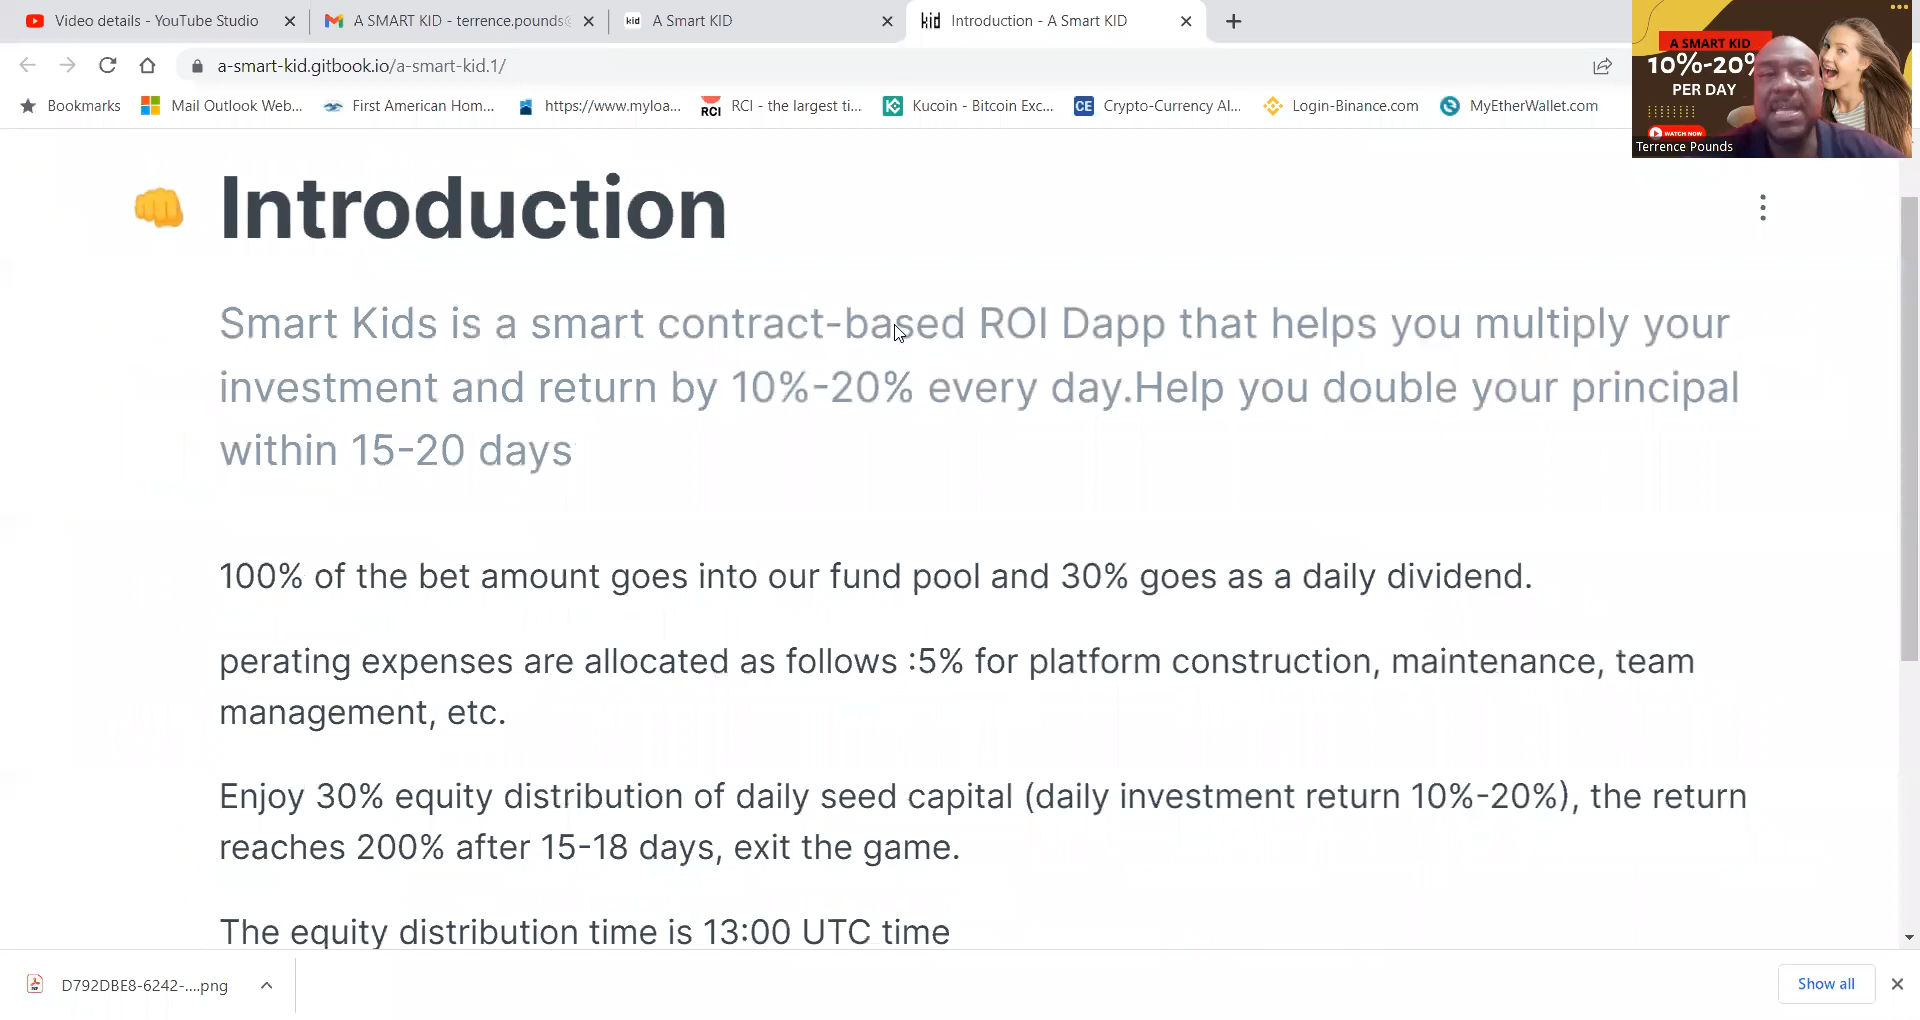 Video details - YouTube Studio
A SMART KID - terrence.pounds
A Smart KID
Introduction - A Smart KID
a-smart-kid.gitbook.io/a-smart-kid.1/
Bookmarks
Mail Outlook Web...
First American Hom...
https://www.myloa...
RCI - the largest ti...
Kucoin - Bitcoin Exc...
Crypto-Currency AI...
Login-Binance.com
MyEtherWallet.com
A SMART KID
10%-20%
PER DAY
WATCH NOW
Terrence Pounds
Introduction
Smart Kids is a smart contract-based ROI Dapp that helps you multiply your
investment and return by 10%-20% every day.Help you double your principal
within 15-20 days
100% of the bet amount goes into our fund pool and 30% goes as a daily dividend.
perating expenses are allocated as follows :5% for platform construction, maintenance, team
management, etc.
Enjoy 30% equity distribution of daily seed capital (daily investment return 10%-20%), the return
reaches 200% after 15-18 days, exit the game.
The equity distribution time is 13:00 UTC time
D792DBE8-6242-....png
Show all